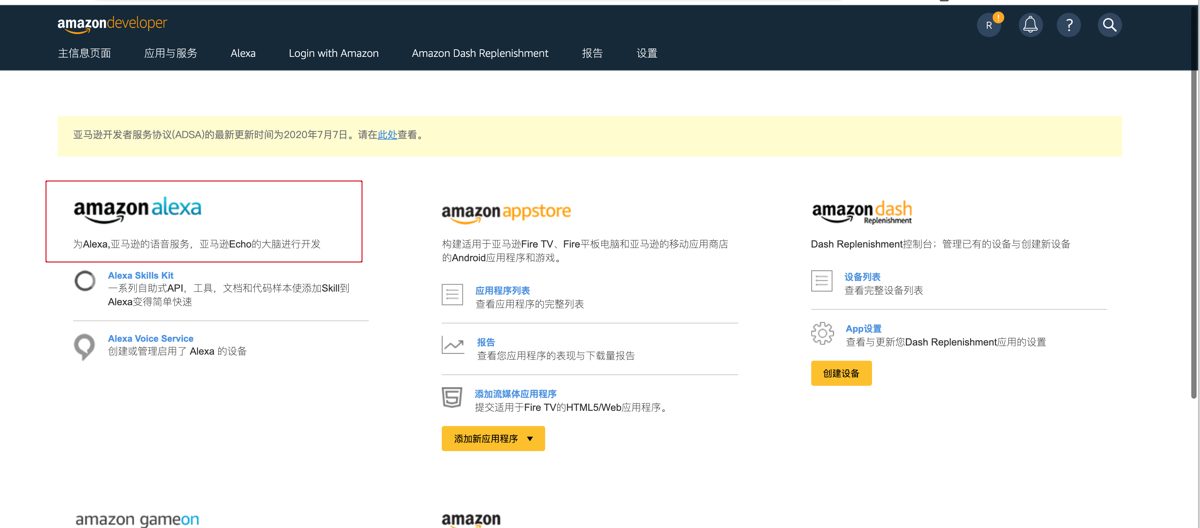 amazondeveloper
R
!
?
主信息页面 应用与服务 Alexa Login with Amazon Amazon Dash Replenishment 报告 设置
亚马逊开发者服务协议(ADSA)的最新更新时间为2020年7月7日。请在此处查看。
amazon alexa
为Alexa,亚马逊的语音服务，亚马逊Echo的大脑进行开发
Alexa Skills Kit
一系列自助式API，工具，文档和代码样本使添加Skill到
Alexa变得简单快速
Alexa Voice Service
创建或管理启用了 Alexa 的设备
amazon appstore
构建适用于亚马逊Fire TV、Fire平板电脑和亚马逊的移动应用商店
的Android应用程序和游戏。
应用程序列表
查看应用程序的完整列表
报告
查看您应用程序的表现与下载量报告
添加流媒体应用程序
提交适用于Fire TV的HTML5/Web应用程序。
添加新应用程序
amazon dash
Replenishment
Dash Replenishment控制台；管理已有的设备与创建新设备
设备列表
查看完整设备列表
App设置
查看与更新您Dash Replenishment应用的设置
创建设备
amazon gameon
amazon